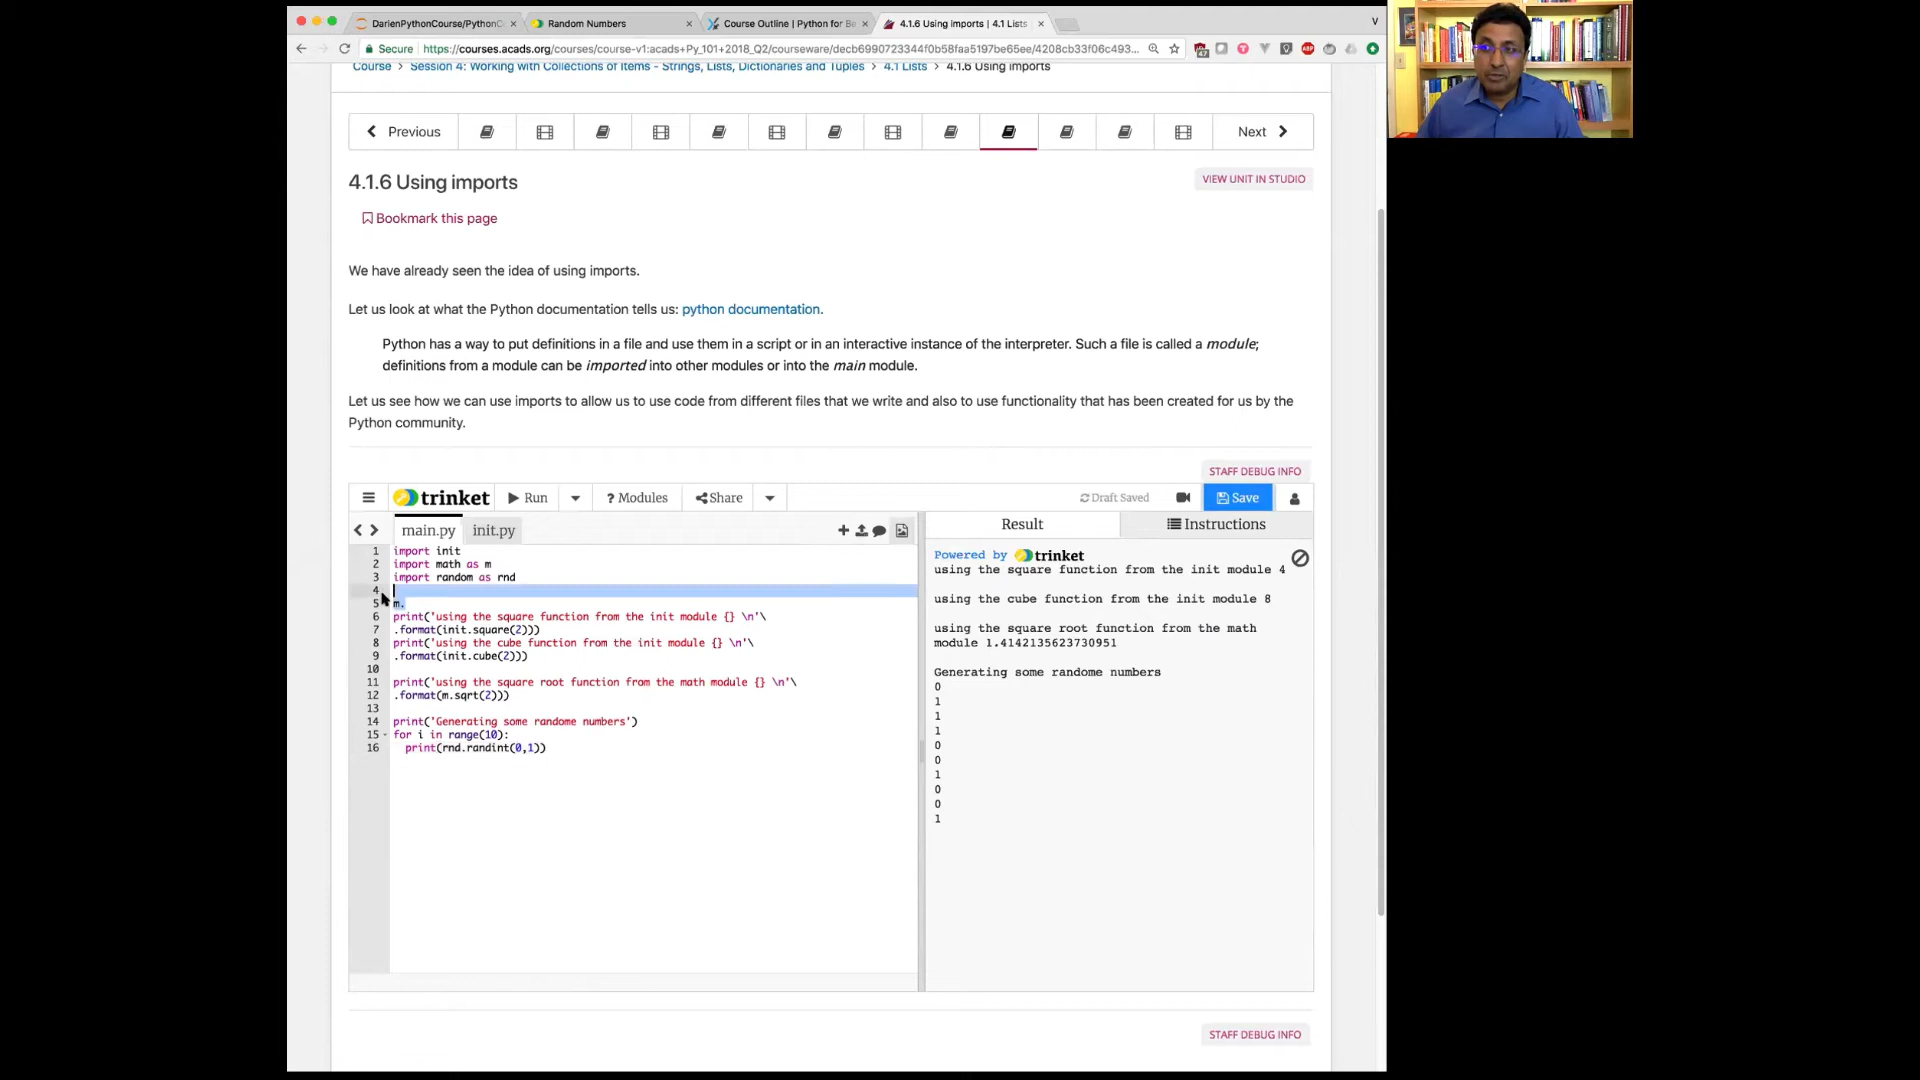 DarienPythonCourse/PythonC
Random Numbers
Course Outline | Python for Be
4.1.6 Using imports | 4.1 Lists
Secure
https://courses.acads.org/courses/course-v1:acads+Py_101+2018_Q2/courseware/decb6990723344f0b58faa5197be65ee/4208cb33f06c493...
Course > Session 4: Working with Collections of Items - Strings, Lists, Dictionaries and Tuples > 4.1 Lists > 4.1.6 Using imports
Previous
Next
4.1.6 Using imports
VIEW UNIT IN STUDIO
Bookmark this page
We have already seen the idea of using imports.
Let us look at what the Python documentation tells us: python documentation.
Python has a way to put definitions in a file and use them in a script or in an interactive instance of the interpreter. Such a file is called a module;
definitions from a module can be imported into other modules or into the main module.
Let us see how we can use imports to allow us to use code from different files that we write and also to use functionality that has been created for us by the
Python community.
STAFF DEBUG INFO
trinket
Run
? Modules
Share
Draft Saved
Save
main.py
init.py
Result
Instructions
1 import init
2 import math as m
3 import random as rnd
4
5 m.
6 print('using the square function from the init module {} \n'\
7 .format(init.square(2)))
8 print('using the cube function from the init module {} \n'\
9 .format(init.cube(2)))
10
11 print('using the square root function from the math module {} \n'\
12 .format(m.sqrt(2)))
13
14 print('Generating some randome numbers')
15 for i in range(10):
16 print(rnd.randint(0,1))
Powered by trinket
using the square function from the init module 4
using the cube function from the init module 8
using the square root function from the math
module 1.4142135623730951
Generating some randome numbers
0
1
1
1
0
0
1
0
0
1
STAFF DEBUG INFO